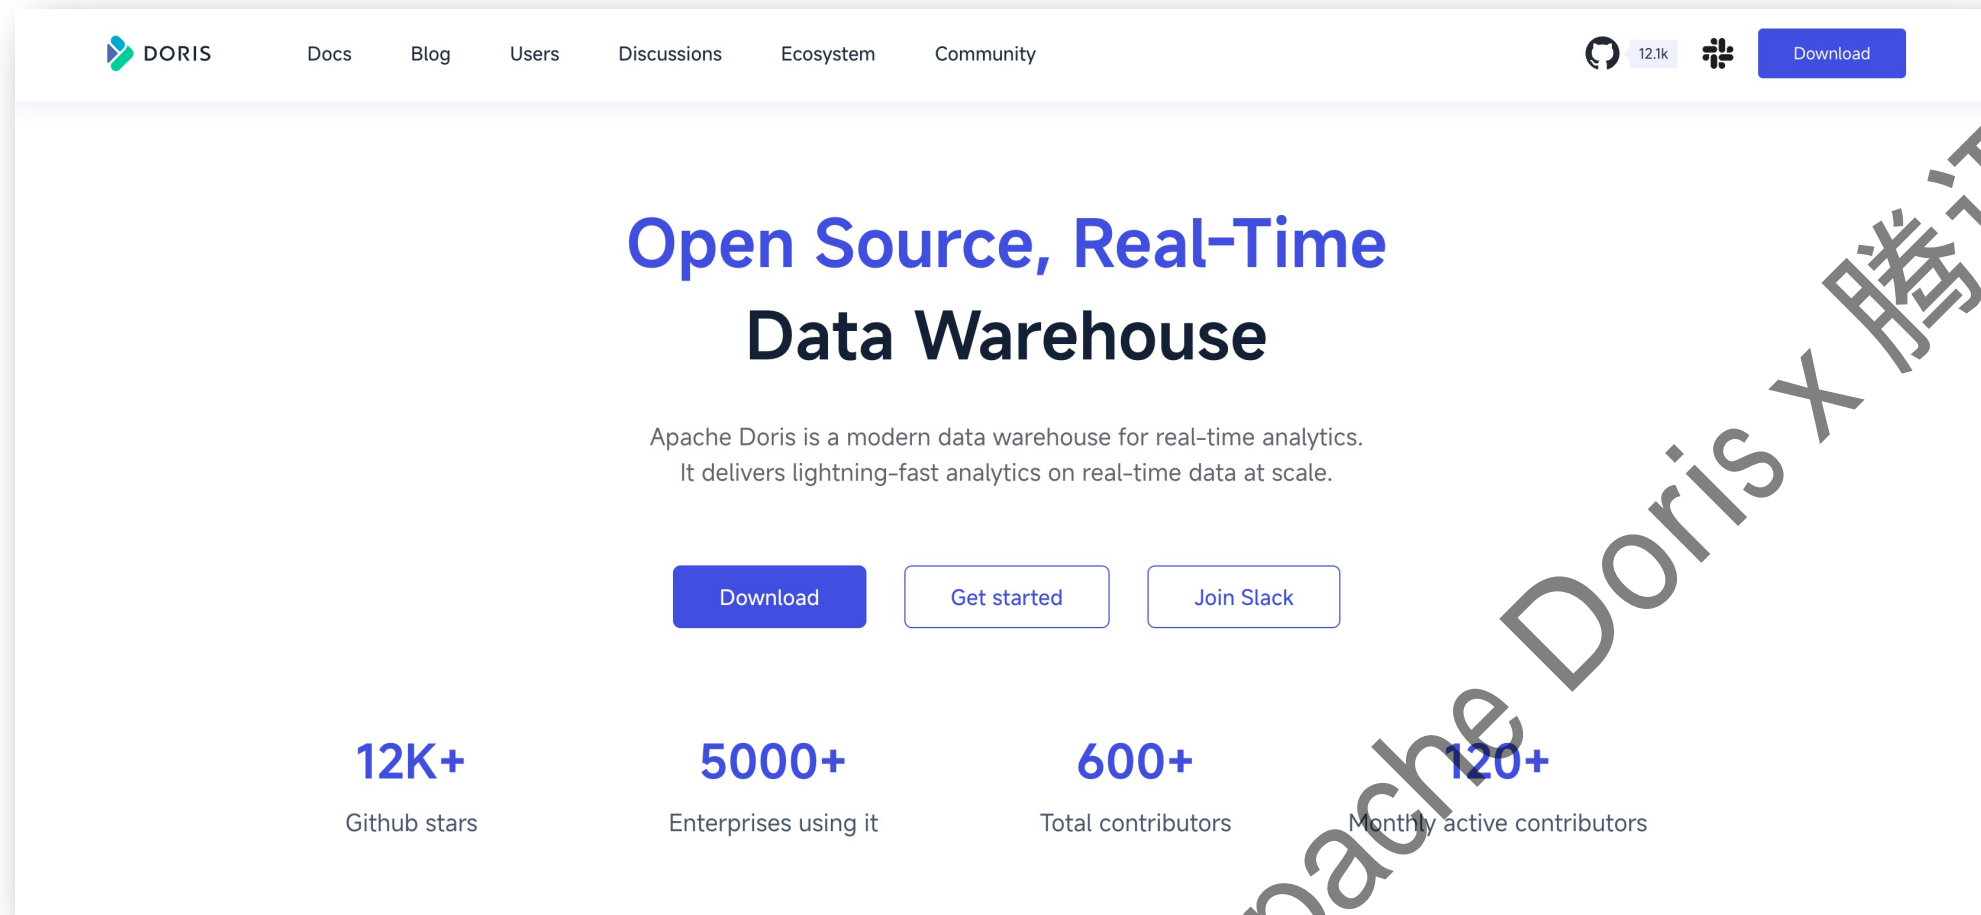 DORIS
Docs
Blog
Users
Discussions
Ecosystem
Community
12.1k
Download
Open Source, Real-Time
Data Warehouse
Apache Doris is a modern data warehouse for real-time analytics.
It delivers lightning-fast analytics on real-time data at scale.
Download
Get started
Join Slack
12K+
5000+
600+
120+
Github stars
Enterprises using it
Total contributors
Monthly active contributors
Doris x 腾